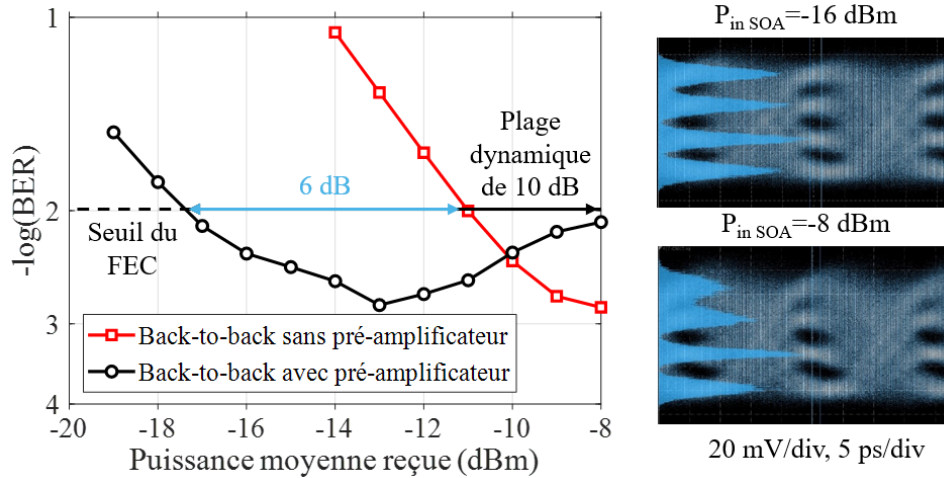 1
2
3
4
-log(BER)
-20
-18
-16
-14
-12
-10
-8
Puissance moyenne reçue (dBm)
6 dB
Plage
dynamique
de 10 dB
Seuil du
FEC
Back-to-back sans pré-amplificateur
Back-to-back avec pré-amplificateur
P in SOA=-16 dBm
P in SOA=-8 dBm
20 mV/div, 5 ps/div